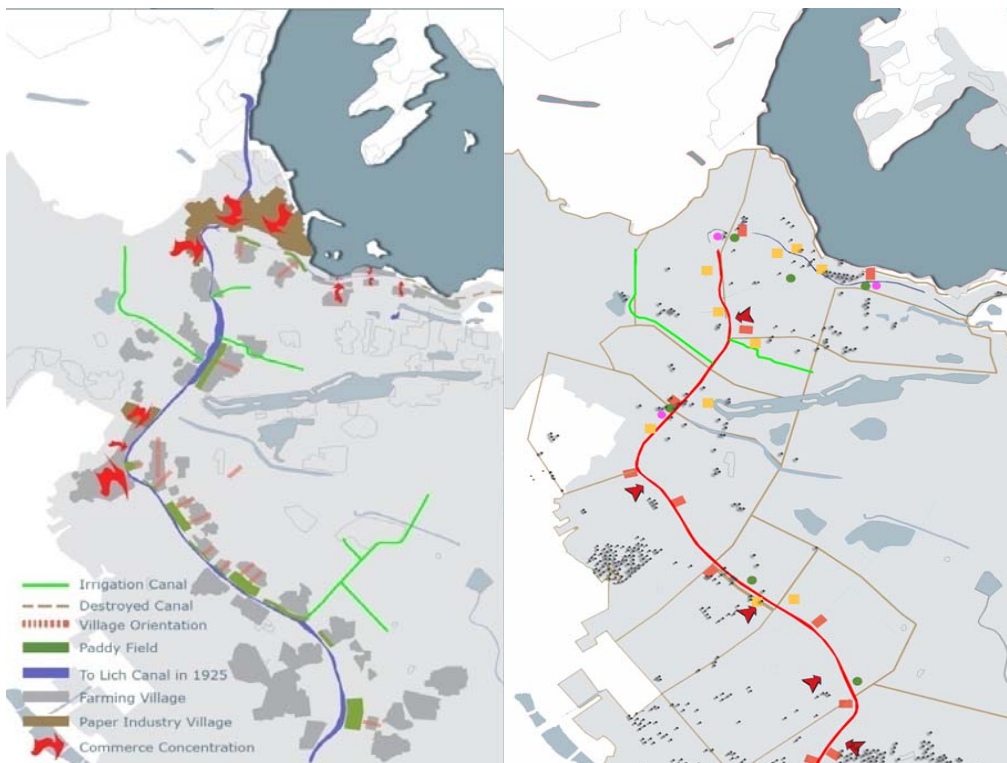 Irrigation Canal
Destroyed Canal
Village Orientation
Paddy Field
To Lich Canal in 1925
Farming Village
Paper Industry Village
Commerce Concentration